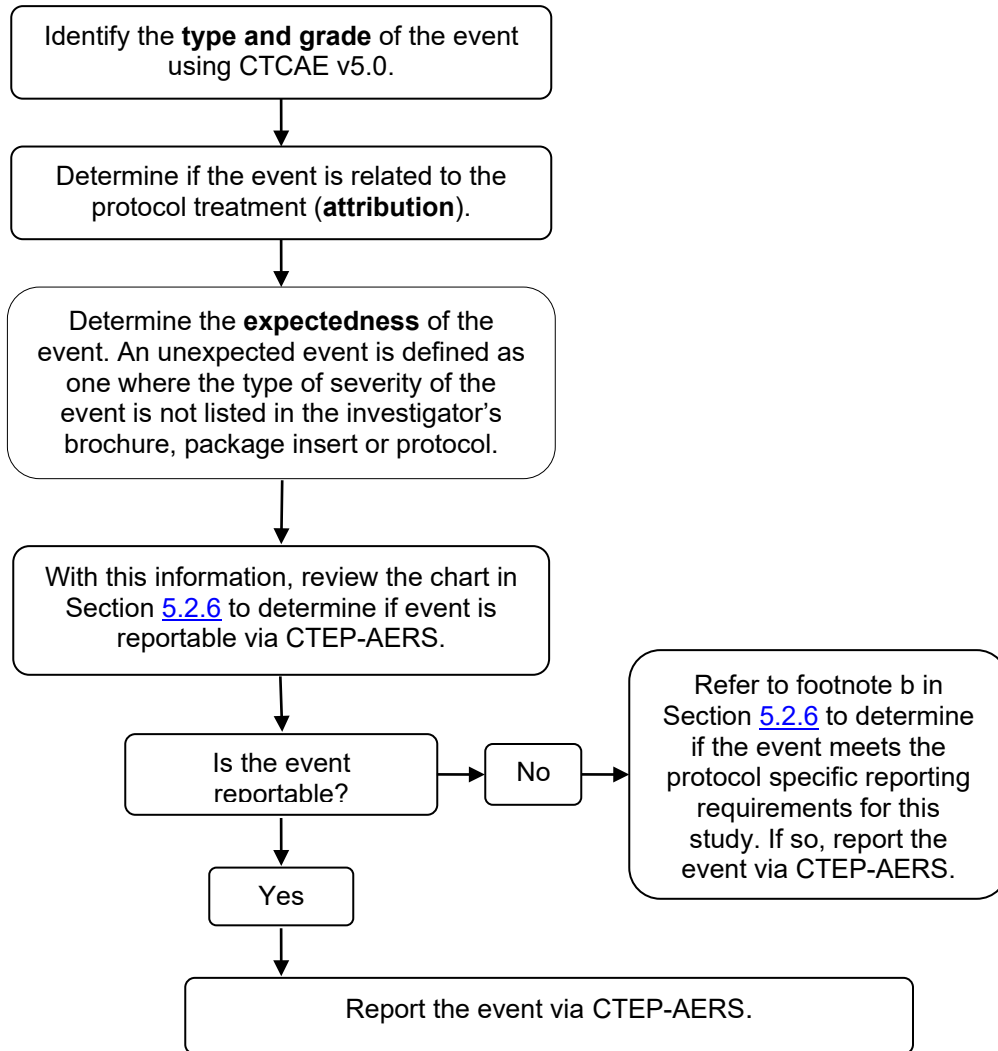 Identify the type and grade of the event
using CTCAE v5.0.
Determine if the event is related to the
protocol treatment (attribution).
Determine the expectedness of the
event. An unexpected event is defined as
one where the type of severity of the
event is not listed in the investigator’s
brochure, package insert or protocol.
With this information, review the chart in
Section 5.2.6 to determine if event is
reportable via CTEP-AERS.
Is the event
reportable?
No
Refer to footnote b in
Section 5.2.6 to determine
if the event meets the
protocol specific reporting
requirements for this
study. If so, report the
event via CTEP-AERS.
Yes
Report the event via CTEP-AERS.